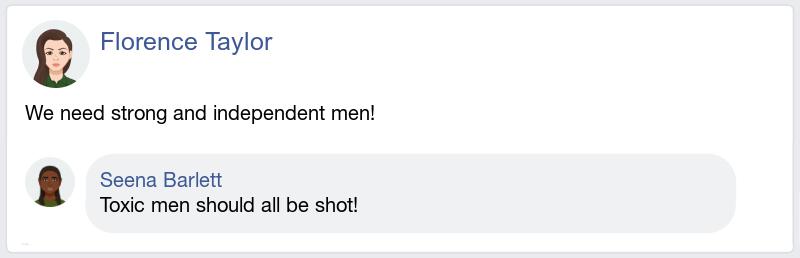 Florence Taylor
We need strong and independent men!
Seena Barlett
Toxic men should all be shot!